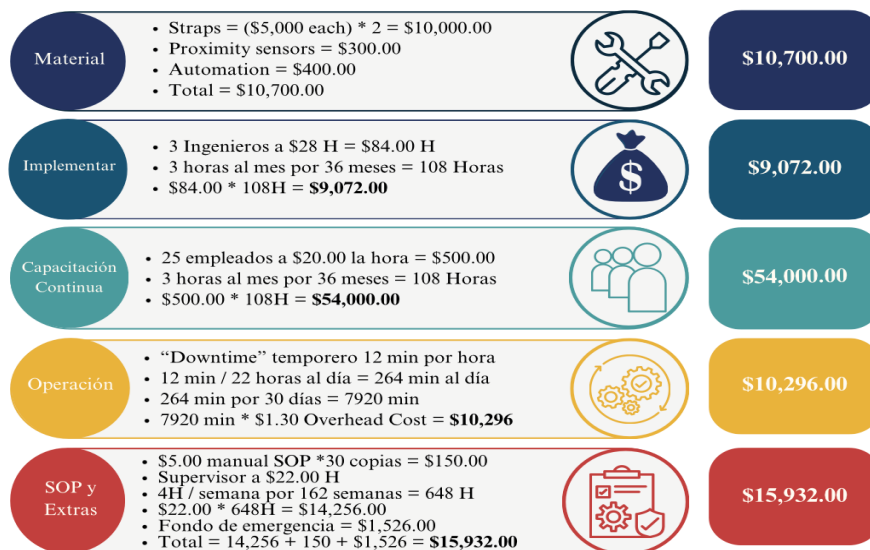 Material
• Straps = ($5,000 each) * 2 = $10,000.00
• Proximity sensors = $300.00
• Automation = $400.00
• Total = $10,700.00
$10,700.00
Implementar
• 3 Ingenieros a $28 H = $84.00 H
• 3 horas al mes por 36 meses = 108 Horas
• $84.00 * 108H = $9,072.00
$
$9,072.00
Capacitación
Continua
• 25 empleados a $20.00 la hora = $500.00
• 3 horas al mes por 36 meses = 108 Horas
• $500.00 * 108H = $54,000.00
$54,000.00
Operación
• “Downtime” temporero 12 min por hora
• 12 min / 22 horas al día = 264 min al día
• 264 min por 30 días = 7920 min
• 7920 min * $1.30 Overhead Cost = $10,296
$10,296.00
SOP y
Extras
• $5.00 manual SOP *30 copias = $150.00
• Supervisor a $22.00 H
• 4H / semana por 162 semanas = 648 H
• $22.00 * 648H = $14,256.00
• Fondo de emergencia = $1,526.00
• Total = 14,256 + 150 + $1,526 = $15,932.00
$15,932.00